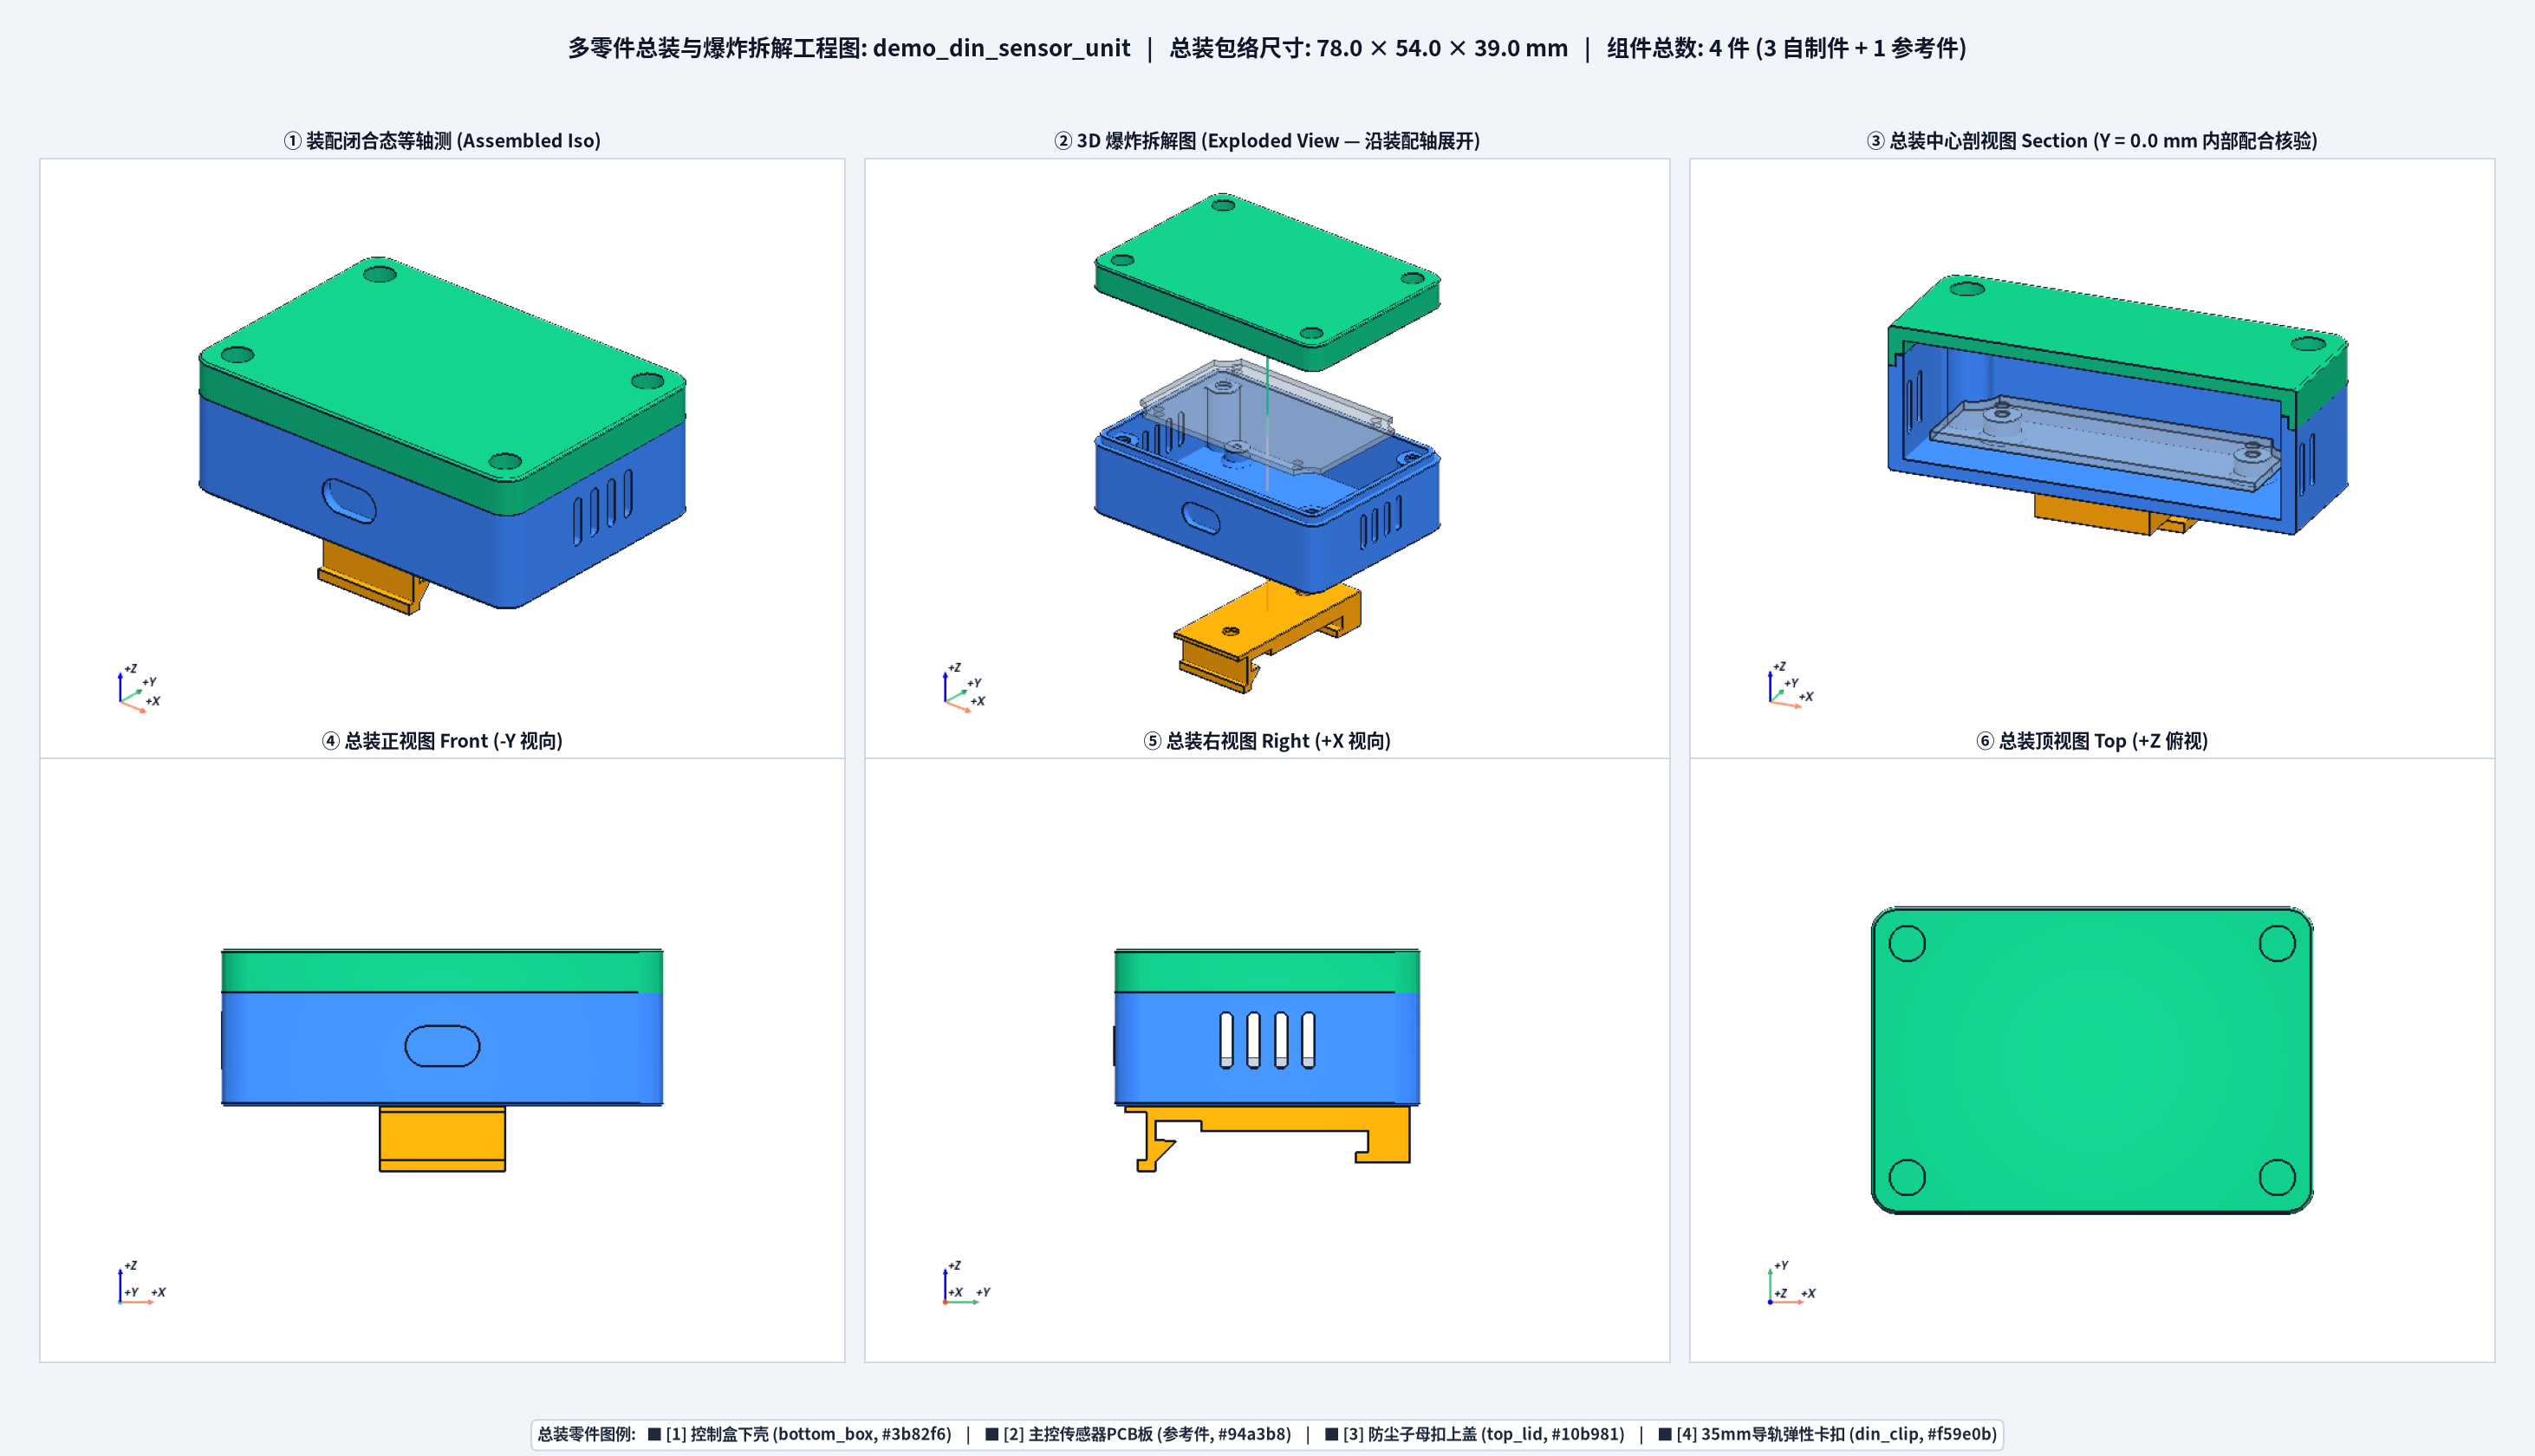 多零件总装与爆炸拆解工程图: demo_din_sensor_unit | 总装包络尺寸: 78.0 × 54.0 × 39.0 mm | 组件总数: 4 件 (3 自制件 + 1 参考件)
① 装配闭合态等轴测 (Assembled Iso)
② 3D 爆炸拆解图 (Exploded View — 沿装配轴展开)
③ 总装中心剖视图 Section (Y = 0.0 mm 内部配合核验)
+Z
+Y
+X
+Z
+Y
+X
+Z
+Y
+X
④ 总装正视图 Front (-Y 视向)
⑤ 总装右视图 Right (+X 视向)
⑥ 总装顶视图 Top (+Z 俯视)
+Z
+Y +X
+Z
+X +Y
+Y
+Z +X
总装零件图例: ■ [1] 控制盒下壳 (bottom_box, #3b82f6) | ■ [2] 主控传感器PCB板 (参考件, #94a3b8) | ■ [3] 防尘子母扣上盖 (top_lid, #10b981) | ■ [4] 35mm导轨弹性卡扣 (din_clip, #f59e0b)